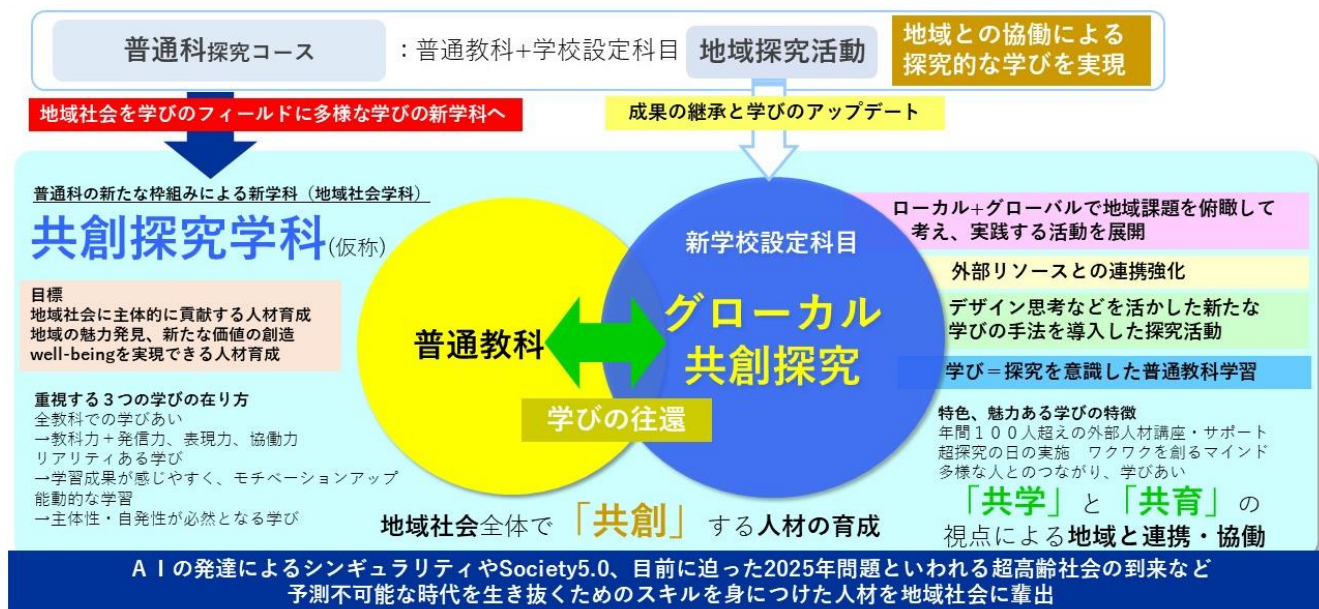 普通科探究コース
：普通教科+学校設定科目
地域探究活動
地域との協働による
探究的な学びを実現
地域社会を学びのフィールドに多様な学びの新学科へ
成果の継承と学びのアップデート
普通科の新たな枠組みによる新学科（地域社会学科）
共創探究学科(仮称)
目標
地域社会に主体的に貢献する人材育成
地域の魅力発見、新たな価値の創造
well-beingを実現できる人材育成
重視する３つの学びの在り方
全教科での学びあい
→教科力＋発信力、表現力、協働力
リアリティある学び
→学習成果が感じやすく、モチベーションアップ
能動的な学習
→主体性・自発性が必然となる学び
普通教科
新学校設定科目
グローカル
共創探究
学びの往還
地域社会全体で「共創」する人材の育成
ローカル+グローバルで地域課題を俯瞰して
考え、実践する活動を展開
外部リソースとの連携強化
デザイン思考などを活かした新たな
学びの手法を導入した探究活動
学び＝探究を意識した普通教科学習
特色、魅力ある学びの特徴
年間１００人超えの外部人材講座・サポート
超探究の日の実施　ワクワクを創るマインド
多様な人とのつながり、学びあい
「共学」と「共育」の
視点による地域と連携・協働
ＡＩの発達によるシンギュラリティやSociety5.0、目前に迫った2025年問題といわれる超高齢社会の到来など
予測不可能な時代を生き抜くためのスキルを身につけた人材を地域社会に輩出